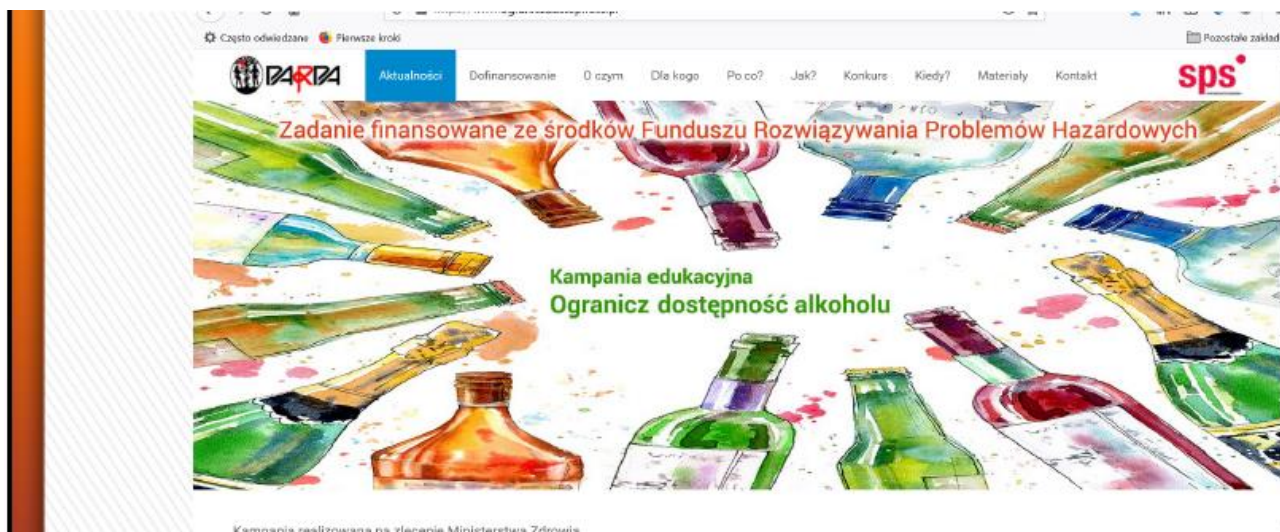 Często odwiedzane Pierwsze kroki Pozostałe zakład
PARPA Aktualności Dofinansowanie O czym Dla kogo Po co? Jak? Konkurs Kiedy? Materiały Kontakt sps
Zadanie finansowane ze środków Funduszu Rozwiązywania Problemów Hazardowych
Kampania edukacyjna
Ogranicz dostępność alkoholu
Kampania realizowana na zlecenie Ministerstwa Zdrowia